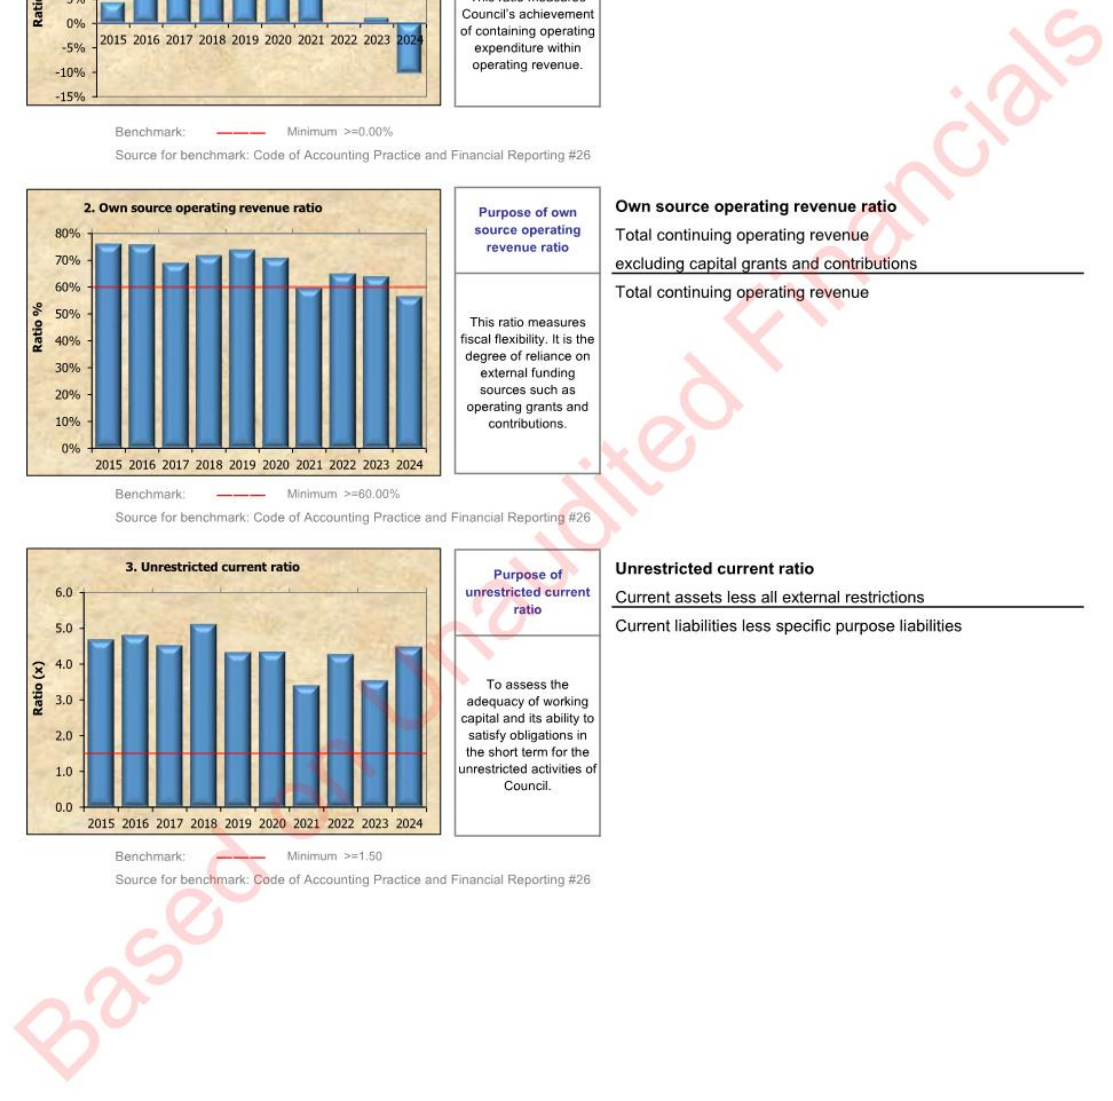 Council's achievement
of containing operating
expenditure within
operating revenue.
0%
-5%
-10%
-15%
2015 2016 2017 2018 2019 2020 2021 2022 2023 2024
Benchmark: Minimum >=0.00%
Source for benchmark: Code of Accounting Practice and Financial Reporting #26
2. Own source operating revenue ratio
Ratio %
80%
70%
60%
50%
40%
30%
20%
10%
0%
2015 2016 2017 2018 2019 2020 2021 2022 2023 2024
Purpose of own
source operating
revenue ratio
This ratio measures
fiscal flexibility. It is the
degree of reliance on
external funding
sources such as
operating grants and
contributions.
Own source operating revenue ratio
Total continuing operating revenue
excluding capital grants and contributions
Total continuing operating revenue
Benchmark: Minimum >=60.00%
Source for benchmark: Code of Accounting Practice and Financial Reporting #26
3. Unrestricted current ratio
Ratio (x)
6.0
5.0
4.0
3.0
2.0
1.0
0.0
2015 2016 2017 2018 2019 2020 2021 2022 2023 2024
Purpose of
unrestricted current
ratio
To assess the
adequacy of working
capital and its ability to
satisfy obligations in
the short term for the
unrestricted activities of
Council.
Unrestricted current ratio
Current assets less all external restrictions
Current liabilities less specific purpose liabilities
Benchmark: Minimum >=1.50
Source for benchmark: Code of Accounting Practice and Financial Reporting #26
Based on Unaudited Financials